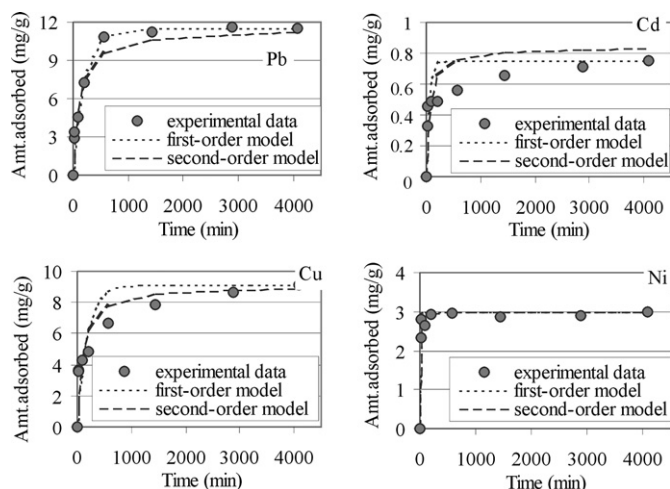 Amt.adsorbed (mg/g)
12
9
6
3
0
Pb
experimental data
first-order model
second-order model
0 1000 2000 3000 4000
Time (min)
Amt.adsorbed (mg/g)
1
0.8
0.6
0.4
0.2
0
Cd
experimental data
first-order model
second-order model
0 1000 2000 3000 4000
Time (min)
Amt.adsorbed (mg/g)
10
8
6
4
2
0
Cu
experimental data
first-order model
second-order model
0 1000 2000 3000 4000
Time (min)
Amt.adsorbed (mg/g)
4
3
2
1
0
Ni
experimental data
first-order model
second-order model
0 1000 2000 3000 4000
Time (min)